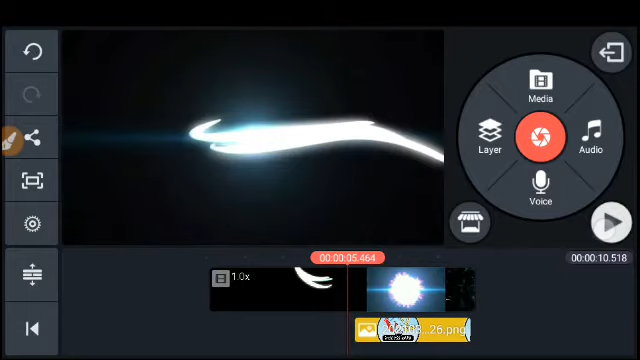 Media
Layer
Audio
Voice
00:00:05.464
00:00:10.518
1.0x
26.png